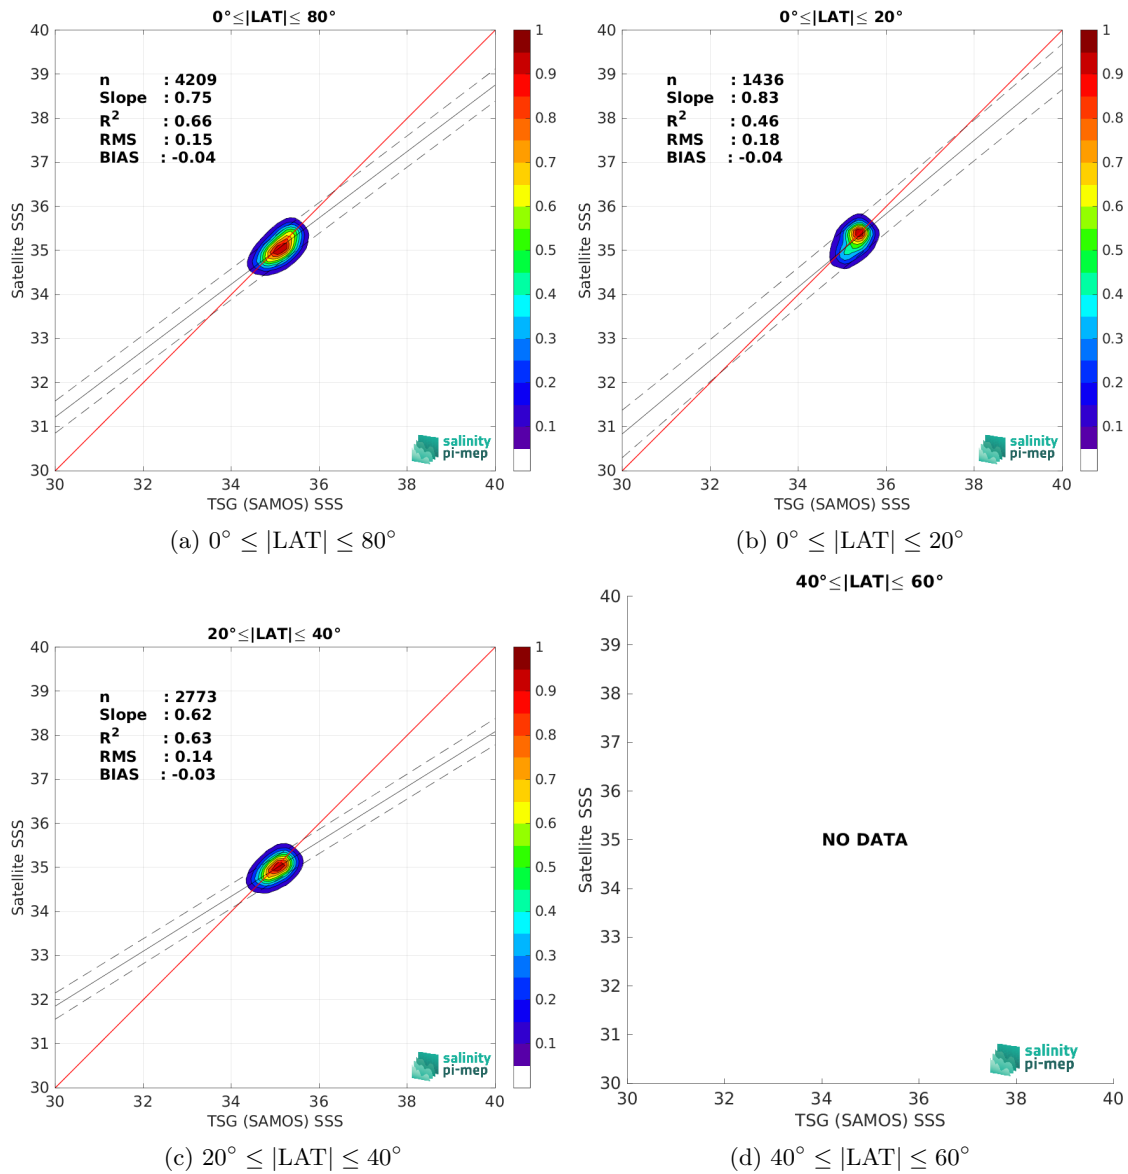 0°≤|LAT|≤ 80°
40
39
38
37
36
35
34
33
32
31
30
Satellite SSS
n : 4209
Slope : 0.75
R2 : 0.66
RMS : 0.15
BIAS : -0.04
salinity
pi-mep
30 32 34 36 38 40
TSG (SAMOS) SSS
1
0.9
0.8
0.7
0.6
0.5
0.4
0.3
0.2
0.1
(a) 0° ≤ |LAT| ≤ 80°
0°≤|LAT|≤ 20°
40
39
38
37
36
35
34
33
32
31
30
Satellite SSS
n : 1436
Slope : 0.83
R2 : 0.46
RMS : 0.18
BIAS : -0.04
salinity
pi-mep
30 32 34 36 38 40
TSG (SAMOS) SSS
1
0.9
0.8
0.7
0.6
0.5
0.4
0.3
0.2
0.1
(b) 0° ≤ |LAT| ≤ 20°
20°≤|LAT|≤ 40°
40
39
38
37
36
35
34
33
32
31
30
Satellite SSS
n : 2773
Slope : 0.62
R2 : 0.63
RMS : 0.14
BIAS : -0.03
salinity
pi-mep
30 32 34 36 38 40
TSG (SAMOS) SSS
1
0.9
0.8
0.7
0.6
0.5
0.4
0.3
0.2
0.1
(c) 20° ≤ |LAT| ≤ 40°
40°≤|LAT|≤ 60°
40
39
38
37
36
35
34
33
32
31
30
Satellite SSS
NO DATA
salinity
pi-mep
30 32 34 36 38 40
TSG (SAMOS) SSS
(d) 40° ≤ |LAT| ≤ 60°